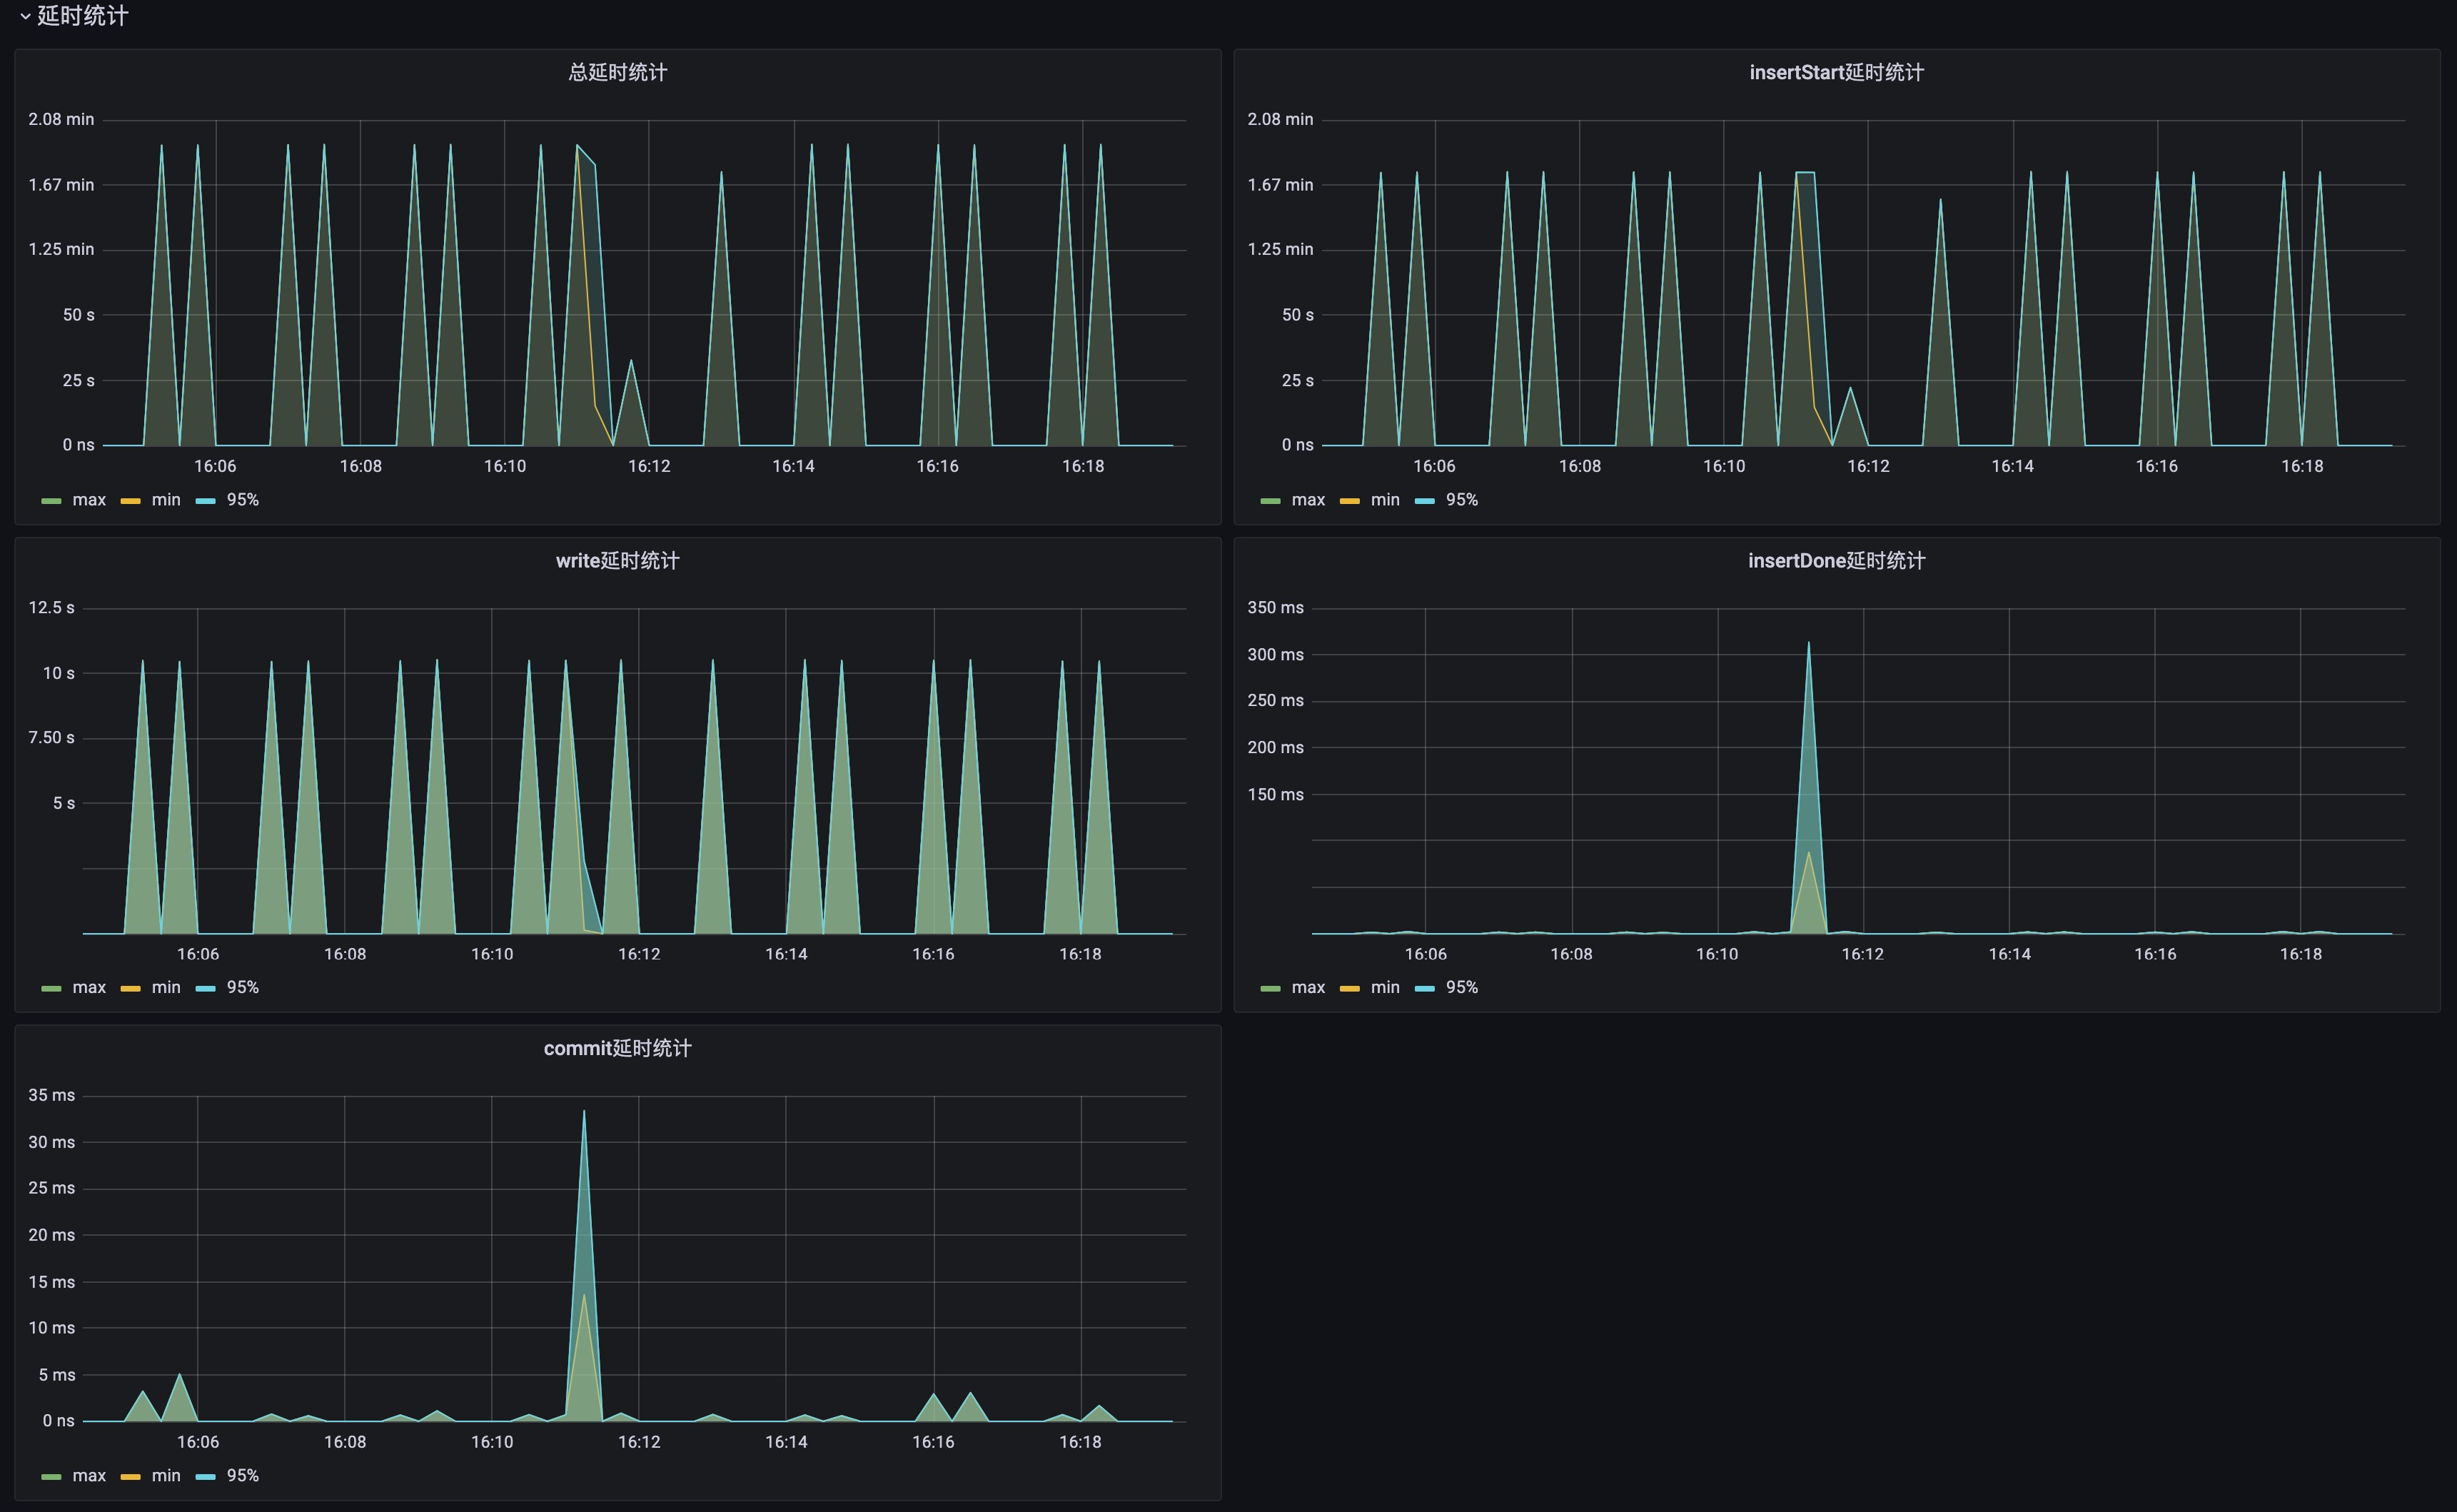 延时统计
总延时统计
2.08 min
1.67 min
1.25 min
50 s
25 s
0 ns
16:06 16:08 16:10 16:12 16:14 16:16 16:18
max min 95%
insertStart延时统计
2.08 min
1.67 min
1.25 min
50 s
25 s
0 ns
16:06 16:08 16:10 16:12 16:14 16:16 16:18
max min 95%
write延时统计
12.5 s
10 s
7.50 s
5 s
16:06 16:08 16:10 16:12 16:14 16:16 16:18
max min 95%
insertDone延时统计
350 ms
300 ms
250 ms
200 ms
150 ms
16:06 16:08 16:10 16:12 16:14 16:16 16:18
max min 95%
commit延时统计
35 ms
30 ms
25 ms
20 ms
15 ms
10 ms
5 ms
0 ns
16:06 16:08 16:10 16:12 16:14 16:16 16:18
max min 95%